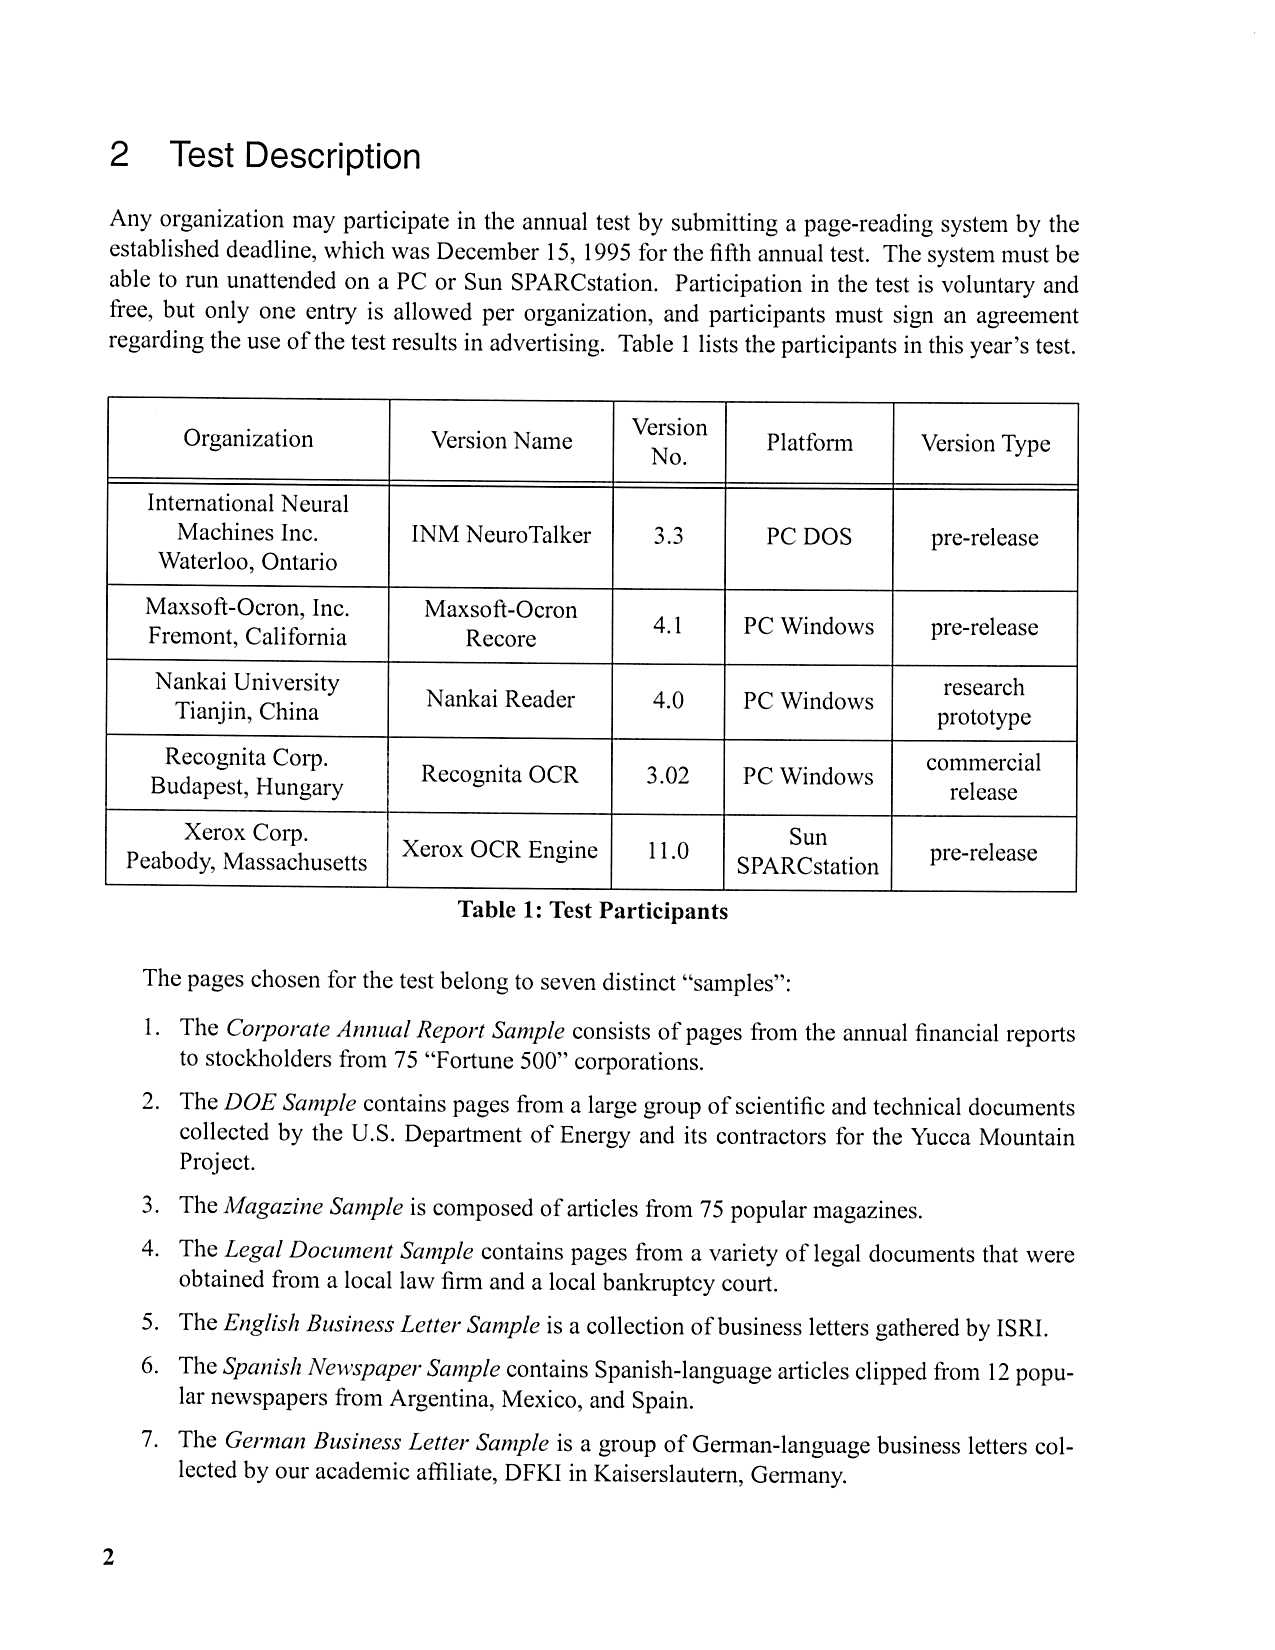 2 Test Description
Any organization may participate in the annual test by submitting a page-reading system by the
established deadline, which was December 15, 1995 for the fifth annual test. The system must be
able to run unattended on a PC or Sun SPARCstation. Participation in the test is voluntary and
free, but only one entry is allowed per organization, and participants must sign an agreement
regarding the use of the test results in advertising. Table 1 lists the participants in this year's test.
Organization Version Name Version No. Platform Version Type
International Neural
Machines Inc.
Waterloo, Ontario
INM NeuroTalker 3.3 PC DOS pre-release
Maxsoft-Ocron, Inc.
Fremont, California
Maxsoft-Ocron
Recore
4.1 PC Windows pre-release
Nankai University
Tianjin, China
Nankai Reader 4.0 PC Windows
research
prototype
Recognita Corp.
Budapest, Hungary
Recognita OCR 3.02 PC Windows
commercial
release
Xerox Corp.
Peabody, Massachusetts
Xerox OCR Engine 11.0
Sun
SPARCstation
pre-release
Table 1: Test Participants
The pages chosen for the test belong to seven distinct “samples”:
1. The Corporate Annual Report Sample consists of pages from the annual financial reports
to stockholders from 75 “Fortune 500” corporations.
2. The DOE Sample contains pages from a large group of scientific and technical documents
collected by the U.S. Department of Energy and its contractors for the Yucca Mountain
Project.
3. The Magazine Sample is composed of articles from 75 popular magazines.
4. The Legal Document Sample contains pages from a variety of legal documents that were
obtained from a local law firm and a local bankruptcy court.
5. The English Business Letter Sample is a collection of business letters gathered by ISRI.
6. The Spanish Newspaper Sample contains Spanish-language articles clipped from 12 popu-
lar newspapers from Argentina, Mexico, and Spain.
7. The German Business Letter Sample is a group of German-language business letters col-
lected by our academic affiliate, DFKI in Kaiserslautern, Germany.
2